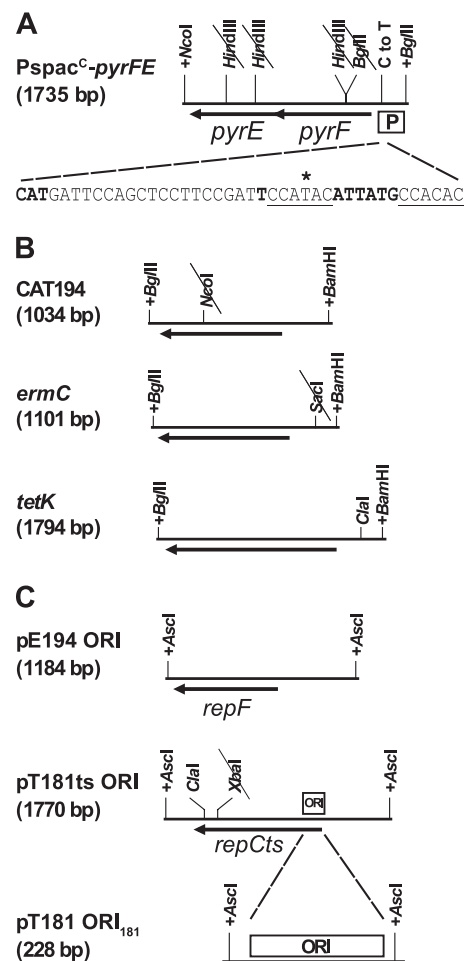 A
Pspacᶜ-pyrFE
(1735 bp)
+NcoI
HindIII
HindIII
HindIII
BglII
C to T
+BglII
P
pyrE
pyrF
*
CATGATTCCAGCTCCTTCCGATTCCATACATTATGCCACAC
B
CAT194
(1034 bp)
+BglII
NcoI
+BamHI
ermC
(1101 bp)
+BglII
SacI
+BamHI
tetK
(1794 bp)
+BglII
ClaI
+BamHI
C
pE194 ORI
(1184 bp)
+AscI
+AscI
repF
pT181ts ORI
(1770 bp)
+AscI
ClaI
XbaI
ORI
+AscI
repCts
pT181 ORI₁₈₁
(228 bp)
+AscI
ORI
+AscI